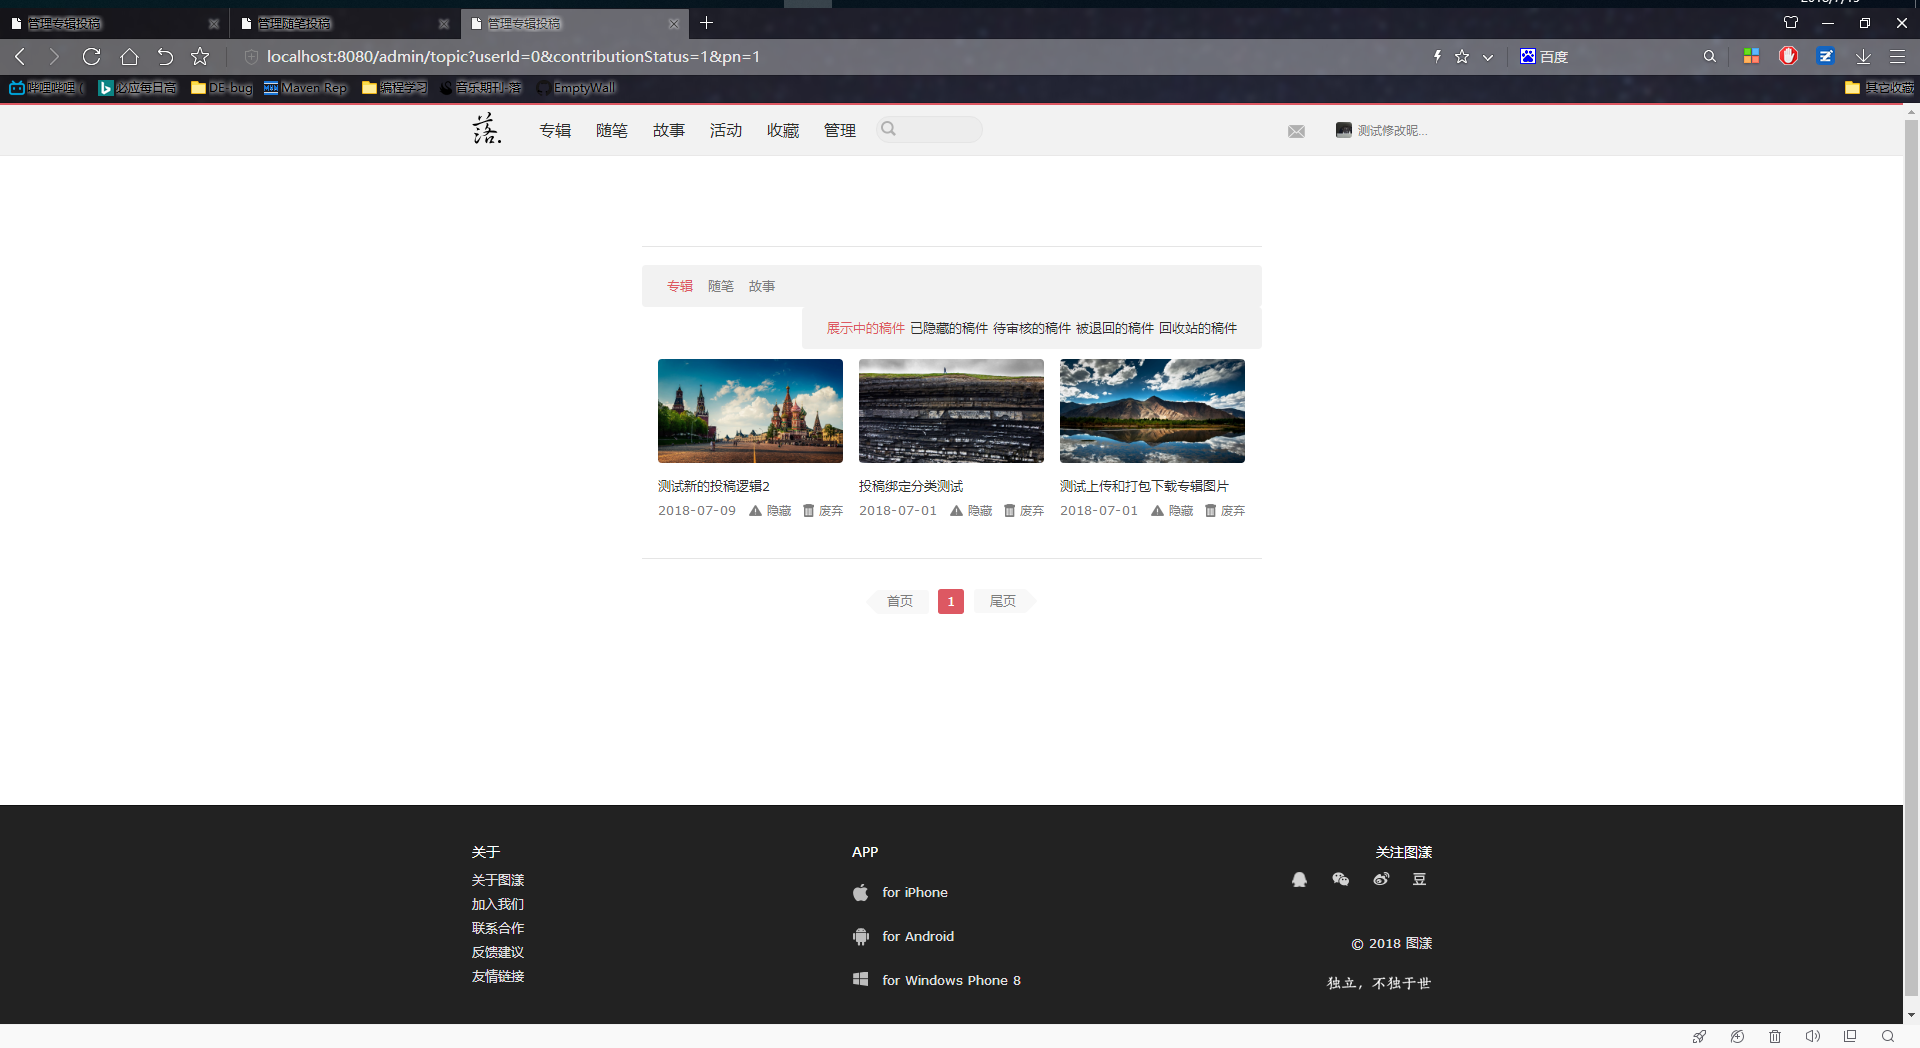 管理专辑投稿 管理随笔投稿 管理专辑投稿
localhost:8080/admin/topic?userId=0&contributionStatus=1&pn=1 百度
哔哩哔哩 ( 必应每日高 DE-bug Maven Rep 编程学习 音乐期刊-落 EmptyWall 其它收藏
落. 专辑 随笔 故事 活动 收藏 管理 测试修改昵...
专辑 随笔 故事
展示中的稿件 已隐藏的稿件 待审核的稿件 被退回的稿件 回收站的稿件
测试新的投稿逻辑2 投稿绑定分类测试 测试上传和打包下载专辑图片
2018-07-09 隐藏 废弃 2018-07-01 隐藏 废弃 2018-07-01 隐藏 废弃
首页 1 尾页
关于 APP 关注图漾
关于图漾
加入我们
联系合作
反馈建议
友情链接
for iPhone
for Android
for Windows Phone 8
豆
© 2018 图漾
独立，不独于世